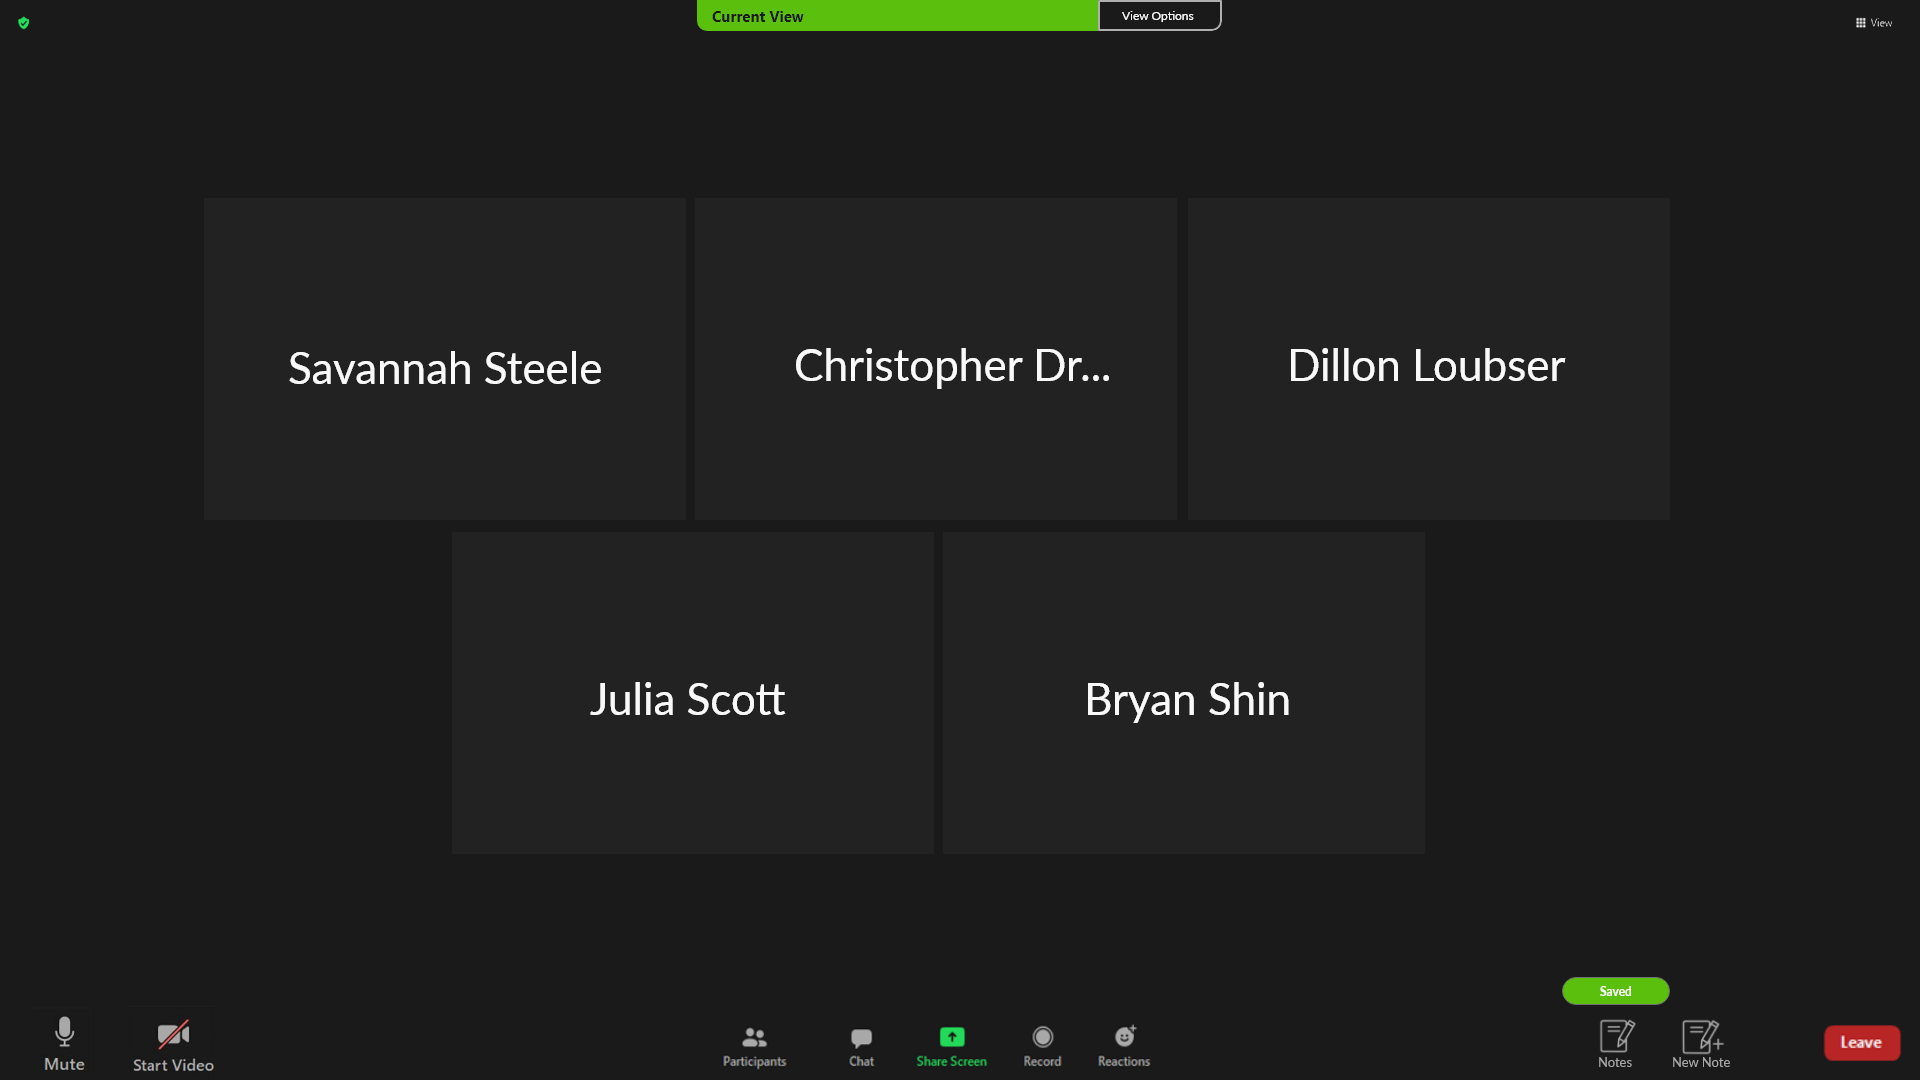 Current View
View Options
View
Savannah Steele
Christopher Dr...
Dillon Loubser
Julia Scott
Bryan Shin
Saved
Mute
Start Video
Participants
Chat
Share Screen
Record
Reactions
Notes
New Note
Leave